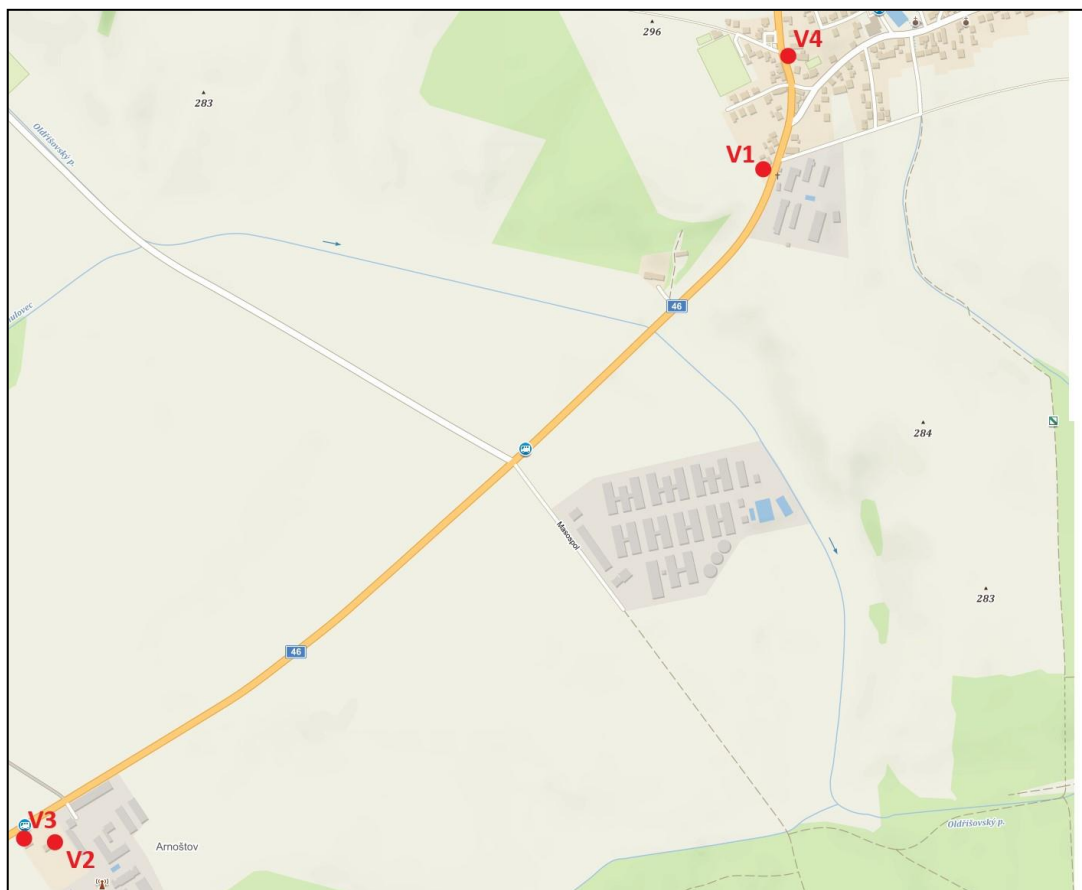 296
V4
283
Oldřišovský p.
V1
46
284
Masospol
283
46
Oldřišovský p.
V3
V2
Arnoštov